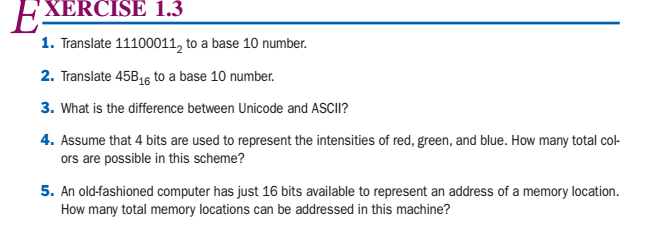 EXERCISE 1.3
1. Translate 11100011₂ to a base 10 number.
2. Translate 45B₁₆ to a base 10 number.
3. What is the difference between Unicode and ASCII?
4. Assume that 4 bits are used to represent the intensities of red, green, and blue. How many total col-
ors are possible in this scheme?
5. An old-fashioned computer has just 16 bits available to represent an address of a memory location.
How many total memory locations can be addressed in this machine?